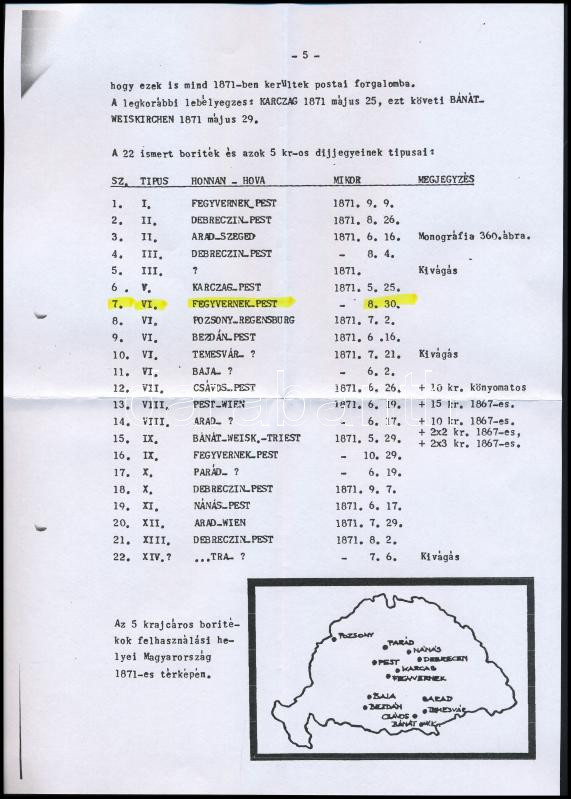 - 5 -
hogy ezek is mind 1871-ben kerültek postai forgalomba.
A legkorábbi lebélyegzes: KARCZAG 1871 május 25, ezt követi BÁNÁT-
WEISKIRCHEN 1871 május 29.
A 22 ismert boriték és azok 5 kr-os dijjegyeinek tipusai:
SZ. TIPUS HONNAN - HOVA MIKOR MEGJEGYZÉS
1. I. FEGYVERNEK-PEST 1871. 9. 9.
2. II. DEBRECZIN-PEST 1871. 8. 26.
3. II. ARAD-SZEGED 1871. 6. 16. Monográfia 360.ábra.
4. III. DEBRECZIN-PEST - 8. 4.
5. III. ? 1871. Kivágás
6. V. KARCZAG-PEST 1871. 5. 25.
7. VI. FEGYVERNEK-PEST - 8. 30.
8. VI. POZSONY-REGENSBURG 1871. 7. 2.
9. VI. BEZDÁN-PEST 1871. 6 .16.
10. VI. TEMESVÁR- ? 1871. 7. 21. Kivágás
11. VI. BAJA- ? - 6. 2.
12. VII. CSÁVOS-PEST 1871. 6. 26. + 10 kr. könyomatos
13. VIII. PEST-WIEN 1871. 6. 19. + 15 kr. 1867-es.
14. VIII. ARAD- ? - 6. 17. + 10 kr. 1867-es.
15. IX. BÁNÁT-WEISK.-TRIEST 1871. 5. 29. + 2x2 kr. 1867-es,
+ 2x3 kr. 1867-es.
16. IX. FEGYVERNEK-PEST - 10. 29.
17. X. PARÁD- ? - 6. 19.
18. X. DEBRECZIN-PEST 1871. 9. 7.
19. XI. NÁNÁS-PEST 1871. 6. 17.
20. XII. ARAD-WIEN 1871. 7. 29.
21. XIII. DEBRECZIN-PEST 1871. 8. 2.
22. XIV.? ...TRA- ? - 7. 6. Kivágás
Az 5 krajcáros borité-
kok felhasználási he-
lyei Magyarország
1871-es térképén.
POZSONY
PARÁD
NÁNÁS
DEBRECEN
PEST
KARCAG
FEGYVERNEK
BAJA
ARAD
BEZDÁN
TEMESVÁR
CSÁVOS
BÁNÁT